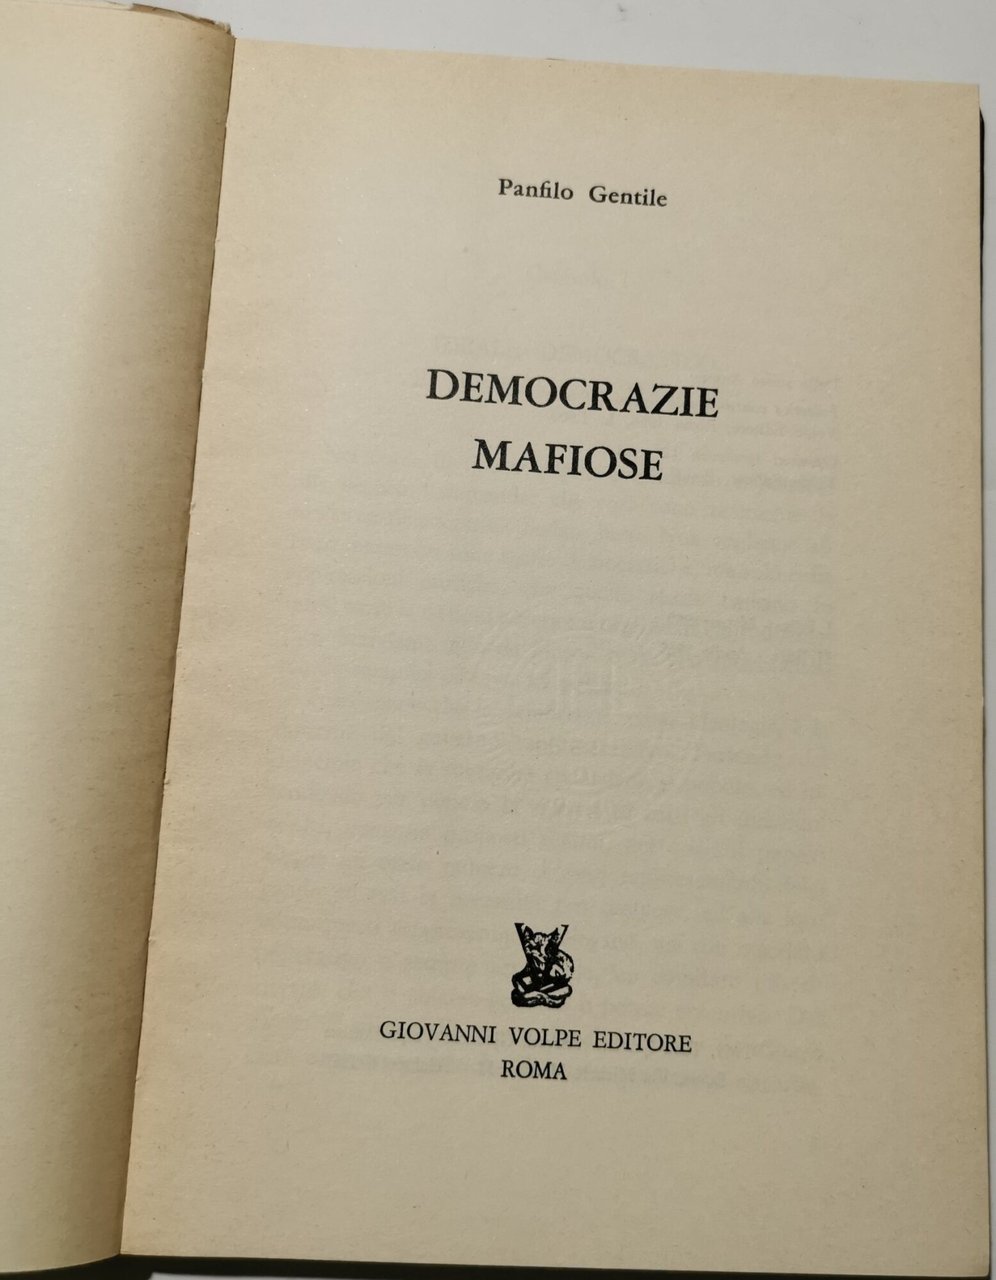 Panfilo Gentile
DEMOCRAZIE
MAFIOSE
GIOVANNI VOLPE EDITORE
ROMA